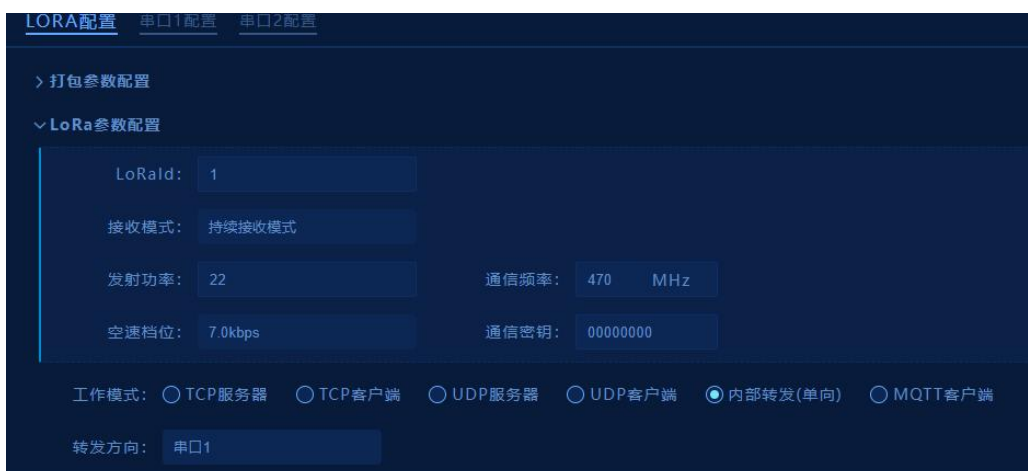 LORA配置 串口1配置 串口2配置
打包参数配置
LoRa参数配置
LoRaId: 1
接收模式: 持续接收模式
发射功率: 22 通信频率: 470 MHz
空速档位: 7.0kbps 通信密钥: 00000000
工作模式: TCP服务器 TCP客户端 UDP服务器 UDP客户端 内部转发(单向) MQTT客户端
转发方向: 串口1